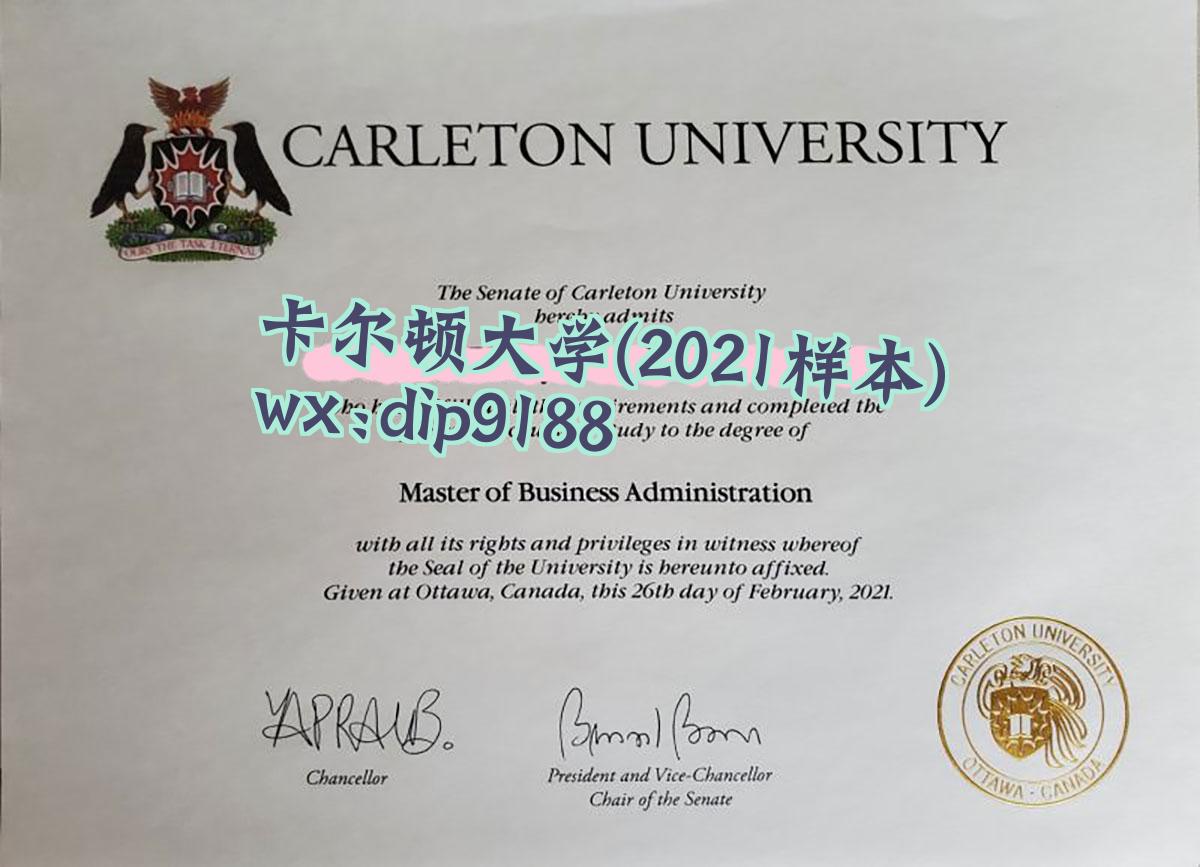 CARLETON UNIVERSITY
OURS THE TASK ETERNAL
The Senate of Carleton University
hereby admits
卡尔顿大学(2021样本)
wx:dip9188
requirements and completed the
study to the degree of
Master of Business Administration
with all its rights and privileges in witness whereof
the Seal of the University is hereunto affixed.
Given at Ottawa, Canada, this 26th day of February, 2021.
Chancellor
President and Vice-Chancellor
Chair of the Senate
CARLETON UNIVERSITY
OTTAWA - CANADA